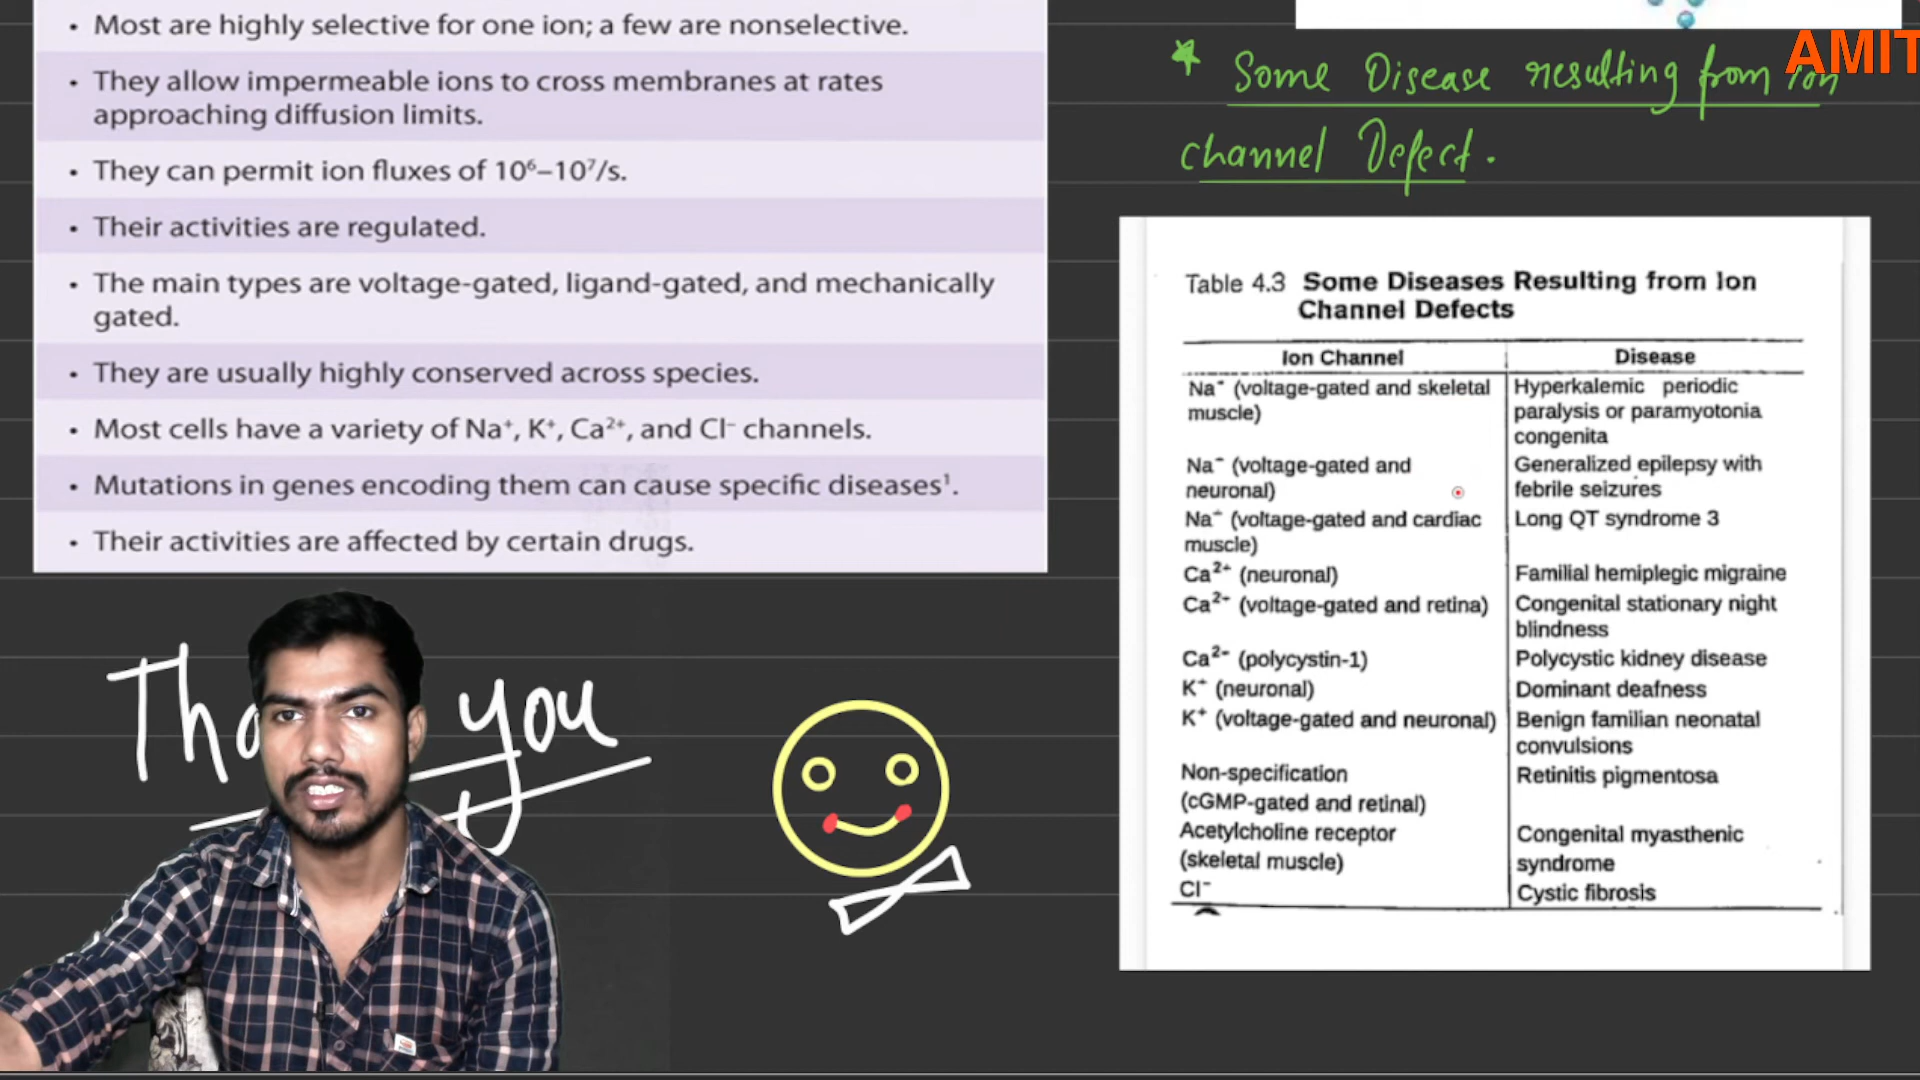 • Most are highly selective for one ion; a few are nonselective.
• They allow impermeable ions to cross membranes at rates
approaching diffusion limits.
• They can permit ion fluxes of 10⁶–10⁷/s.
• Their activities are regulated.
• The main types are voltage-gated, ligand-gated, and mechanically
gated.
• They are usually highly conserved across species.
• Most cells have a variety of Na⁺, K⁺, Ca²⁺, and Cl⁻ channels.
• Mutations in genes encoding them can cause specific diseases¹.
• Their activities are affected by certain drugs.
you
AMIT
* Some Disease resulting from ion
channel Defect.
Table 4.3 Some Diseases Resulting from Ion
Channel Defects
Ion Channel Disease
Na⁺ (voltage-gated and skeletal Hyperkalemic periodic
muscle) paralysis or paramyotonia
congenita
Na⁻ (voltage-gated and Generalized epilepsy with
neuronal) febrile seizures
Na⁺ (voltage-gated and cardiac Long QT syndrome 3
muscle)
Ca²⁺ (neuronal) Familial hemiplegic migraine
Ca²⁻ (voltage-gated and retina) Congenital stationary night
blindness
Ca²⁻ (polycystin-1) Polycystic kidney disease
K⁺ (neuronal) Dominant deafness
K⁺ (voltage-gated and neuronal) Benign familian neonatal
convulsions
Non-specification Retinitis pigmentosa
(cGMP-gated and retinal)
Acetylcholine receptor Congenital myasthenic
(skeletal muscle) syndrome
Cl⁻ Cystic fibrosis